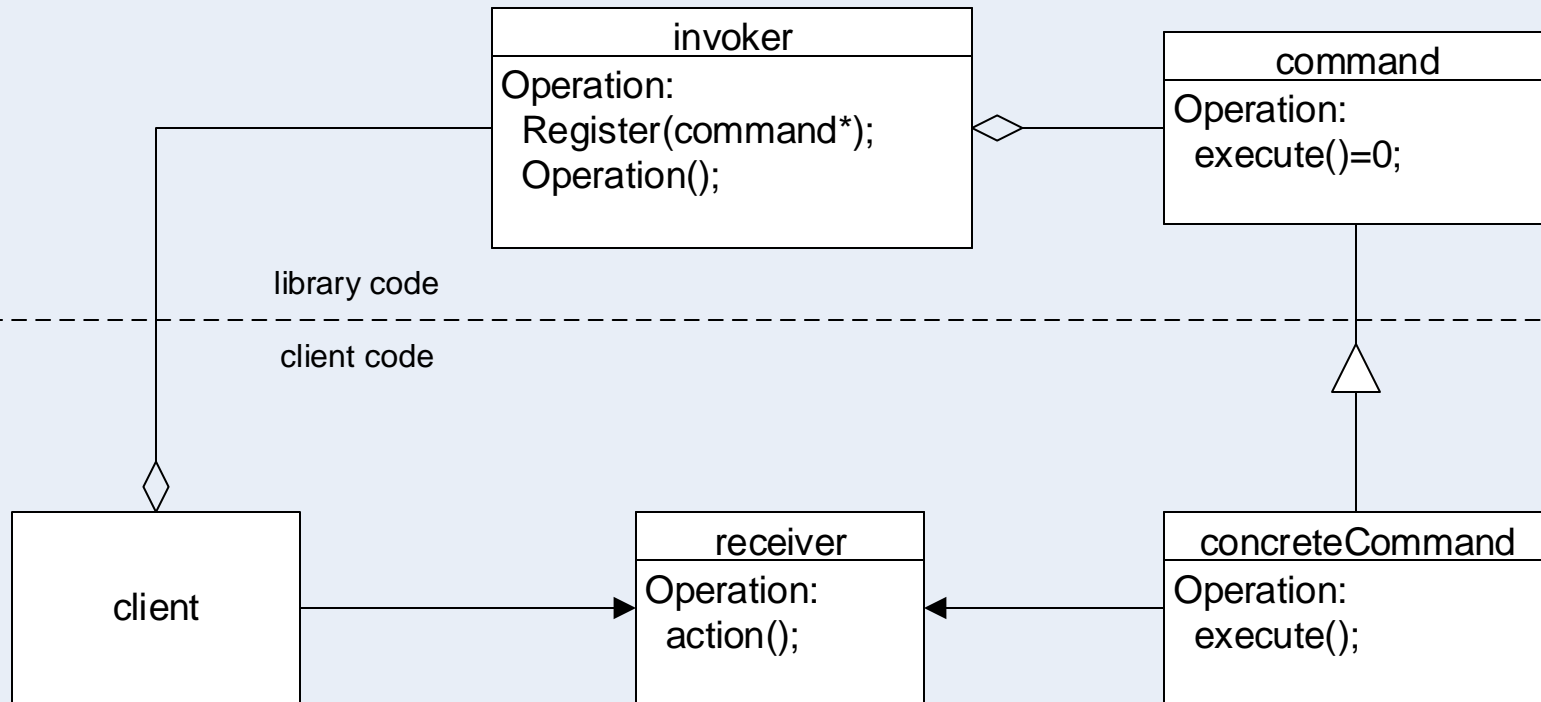 invoker
Operation:
Register(command*);
Operation();
command
Operation:
execute()=0;
library code
client code
client
receiver
Operation:
action();
concreteCommand
Operation:
execute();